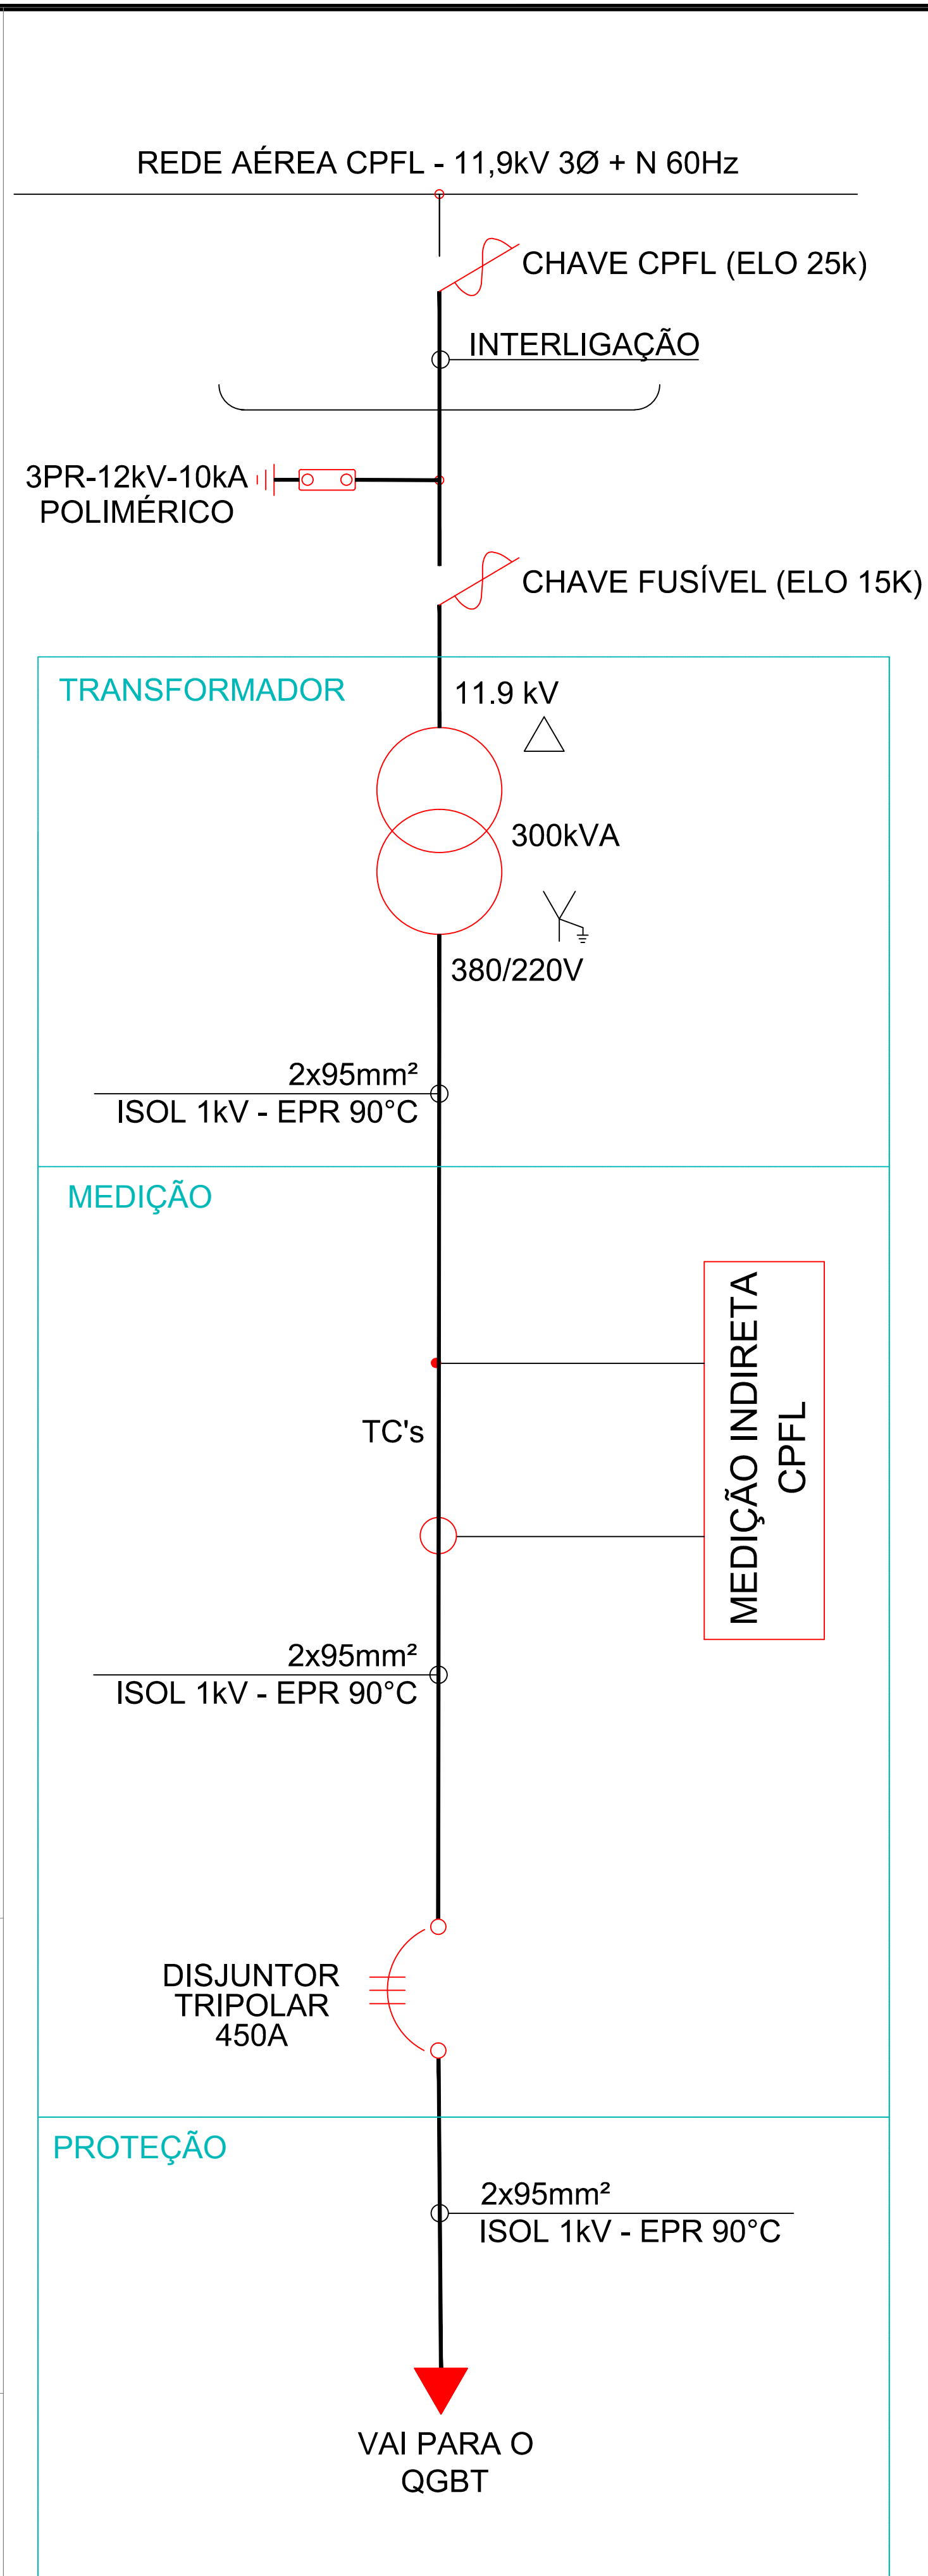 REDE AÉREA CPFL - 11,9kV 3Ø + N 60Hz
CHAVE CPFL (ELO 25k)
INTERLIGAÇÃO
3PR-12kV-10kA
POLIMÉRICO
CHAVE FUSÍVEL (ELO 15K)
TRANSFORMADOR
11.9 kV
300kVA
380/220V
2x95mm²
ISOL 1kV - EPR 90°C
MEDIÇÃO
MEDIÇÃO INDIRETA
CPFL
TC's
2x95mm²
ISOL 1kV - EPR 90°C
DISJUNTOR
TRIPOLAR
450A
PROTEÇÃO
2x95mm²
ISOL 1kV - EPR 90°C
VAI PARA O
QGBT